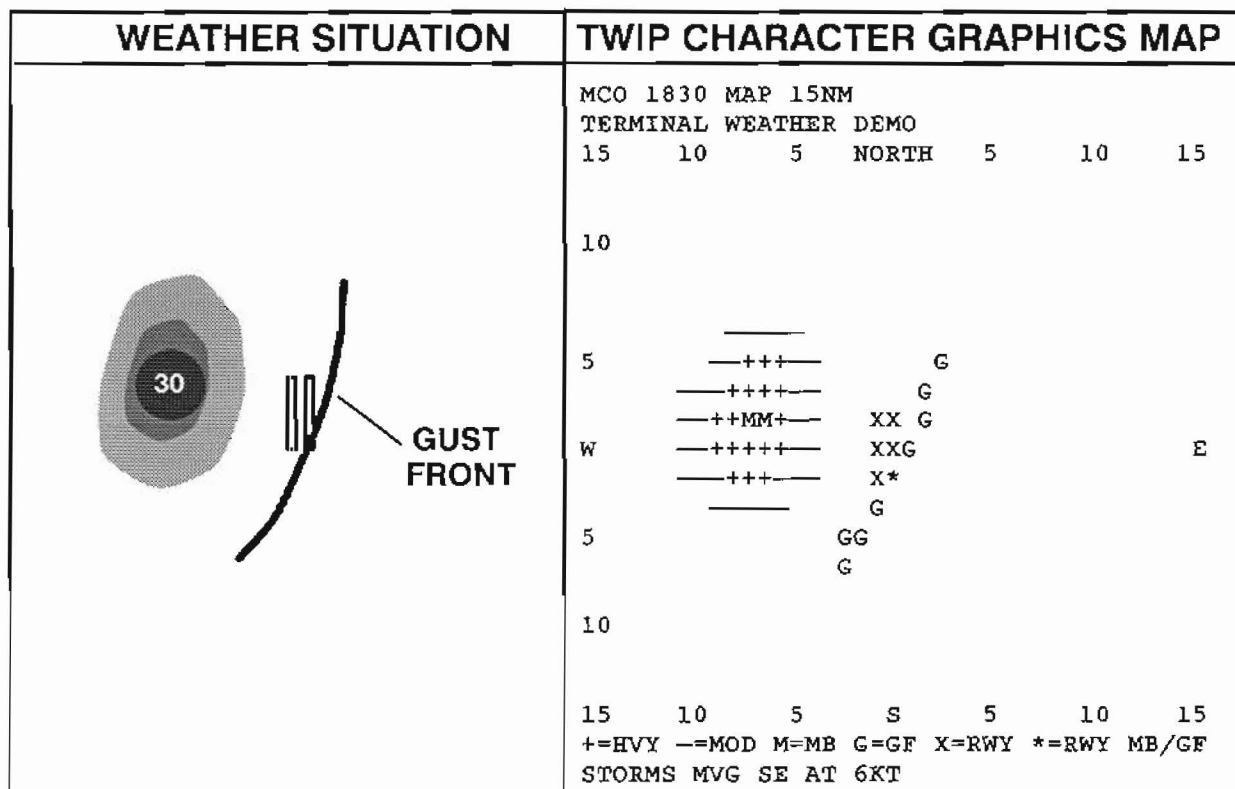 WEATHER SITUATION
30
GUST
FRONT
TWIP CHARACTER GRAPHICS MAP
MCO 1830 MAP 15NM
TERMINAL WEATHER DEMO
15 10 5 NORTH 5 10 15
10
————
5 ——+++—— G
———++++—— G
——++MM+—— XX G
W ——+++++—— XXG E
——+++——— X*
————— G
5 GG
G
10
15 10 5 S 5 10 15
+=HVY —=MOD M=MB G=GF X=RWY *=RWY MB/GF
STORMS MVG SE AT 6KT